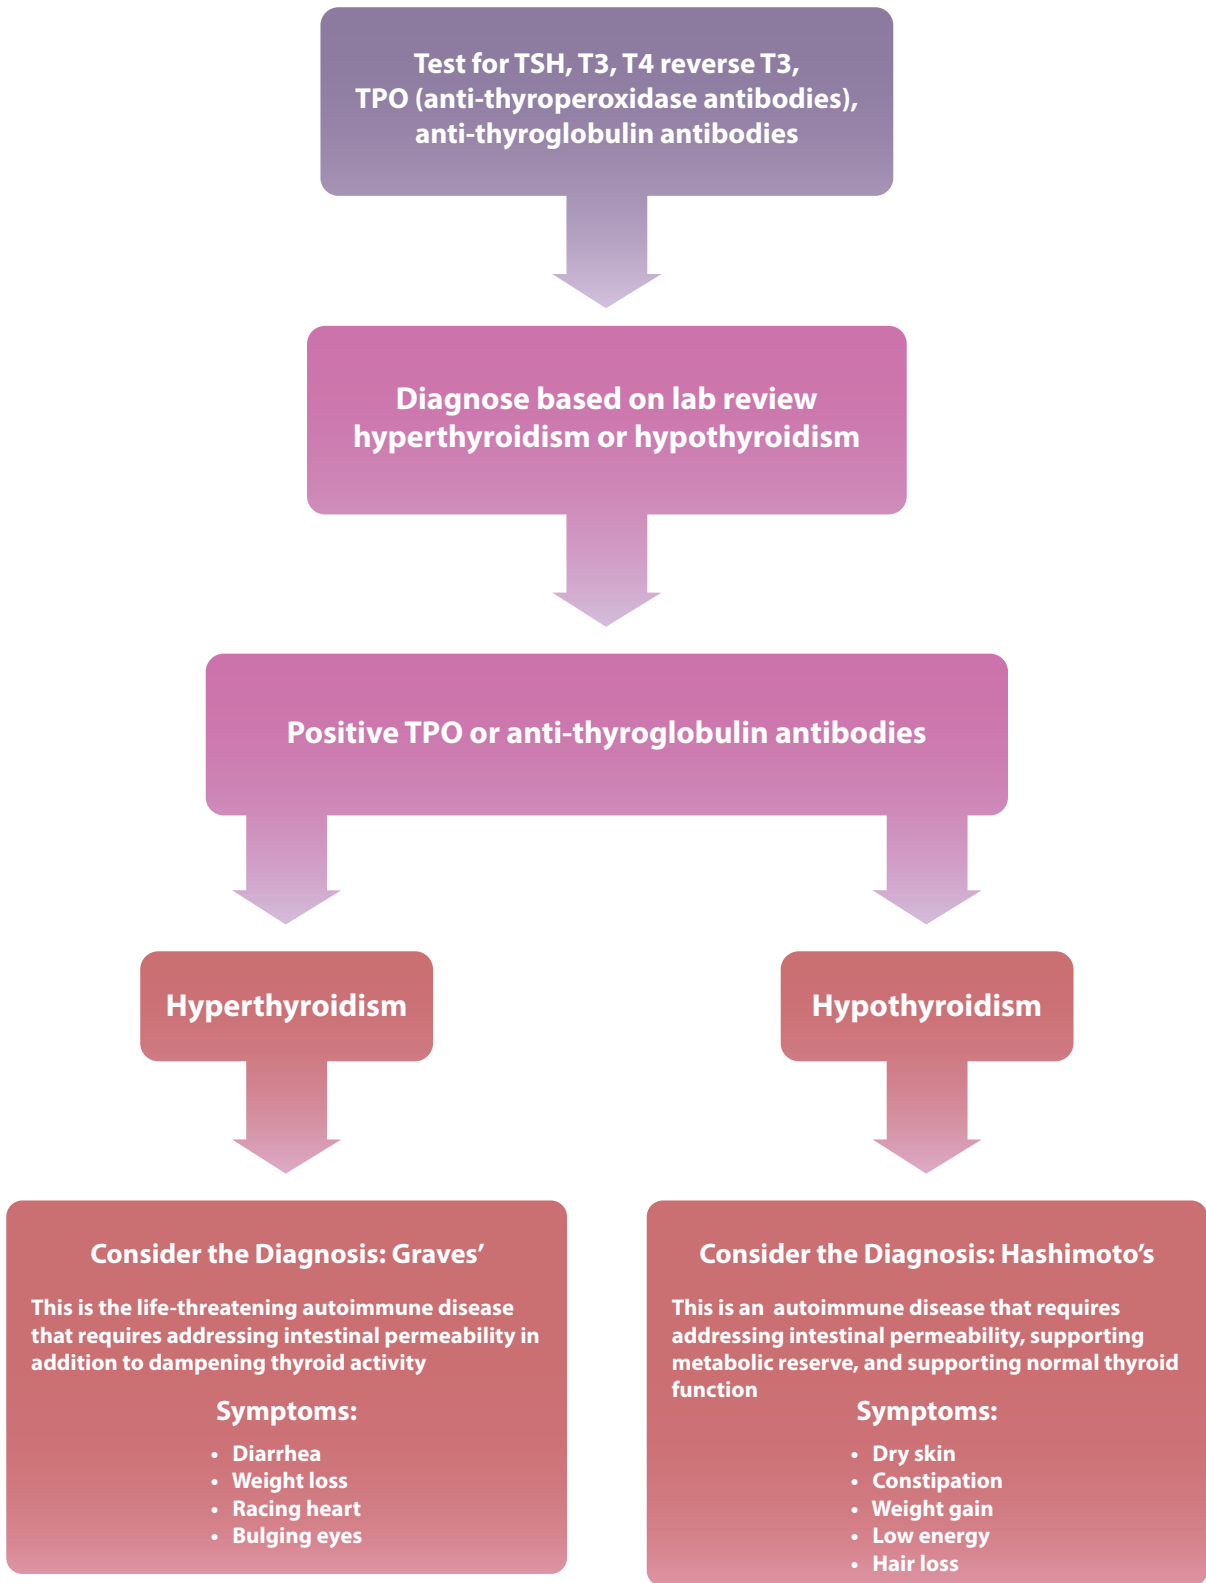 Test for TSH, T3, T4 reverse T3,
TPO (anti-thyroperoxidase antibodies),
anti-thyroglobulin antibodies
Diagnose based on lab review
hyperthyroidism or hypothyroidism
Positive TPO or anti-thyroglobulin antibodies
Hyperthyroidism
Hypothyroidism
Consider the Diagnosis: Graves’
This is the life-threatening autoimmune disease
that requires addressing intestinal permeability in
addition to dampening thyroid activity
Symptoms:
• Diarrhea
• Weight loss
• Racing heart
• Bulging eyes
Consider the Diagnosis: Hashimoto’s
This is an autoimmune disease that requires
addressing intestinal permeability, supporting
metabolic reserve, and supporting normal thyroid
function
Symptoms:
• Dry skin
• Constipation
• Weight gain
• Low energy
• Hair loss